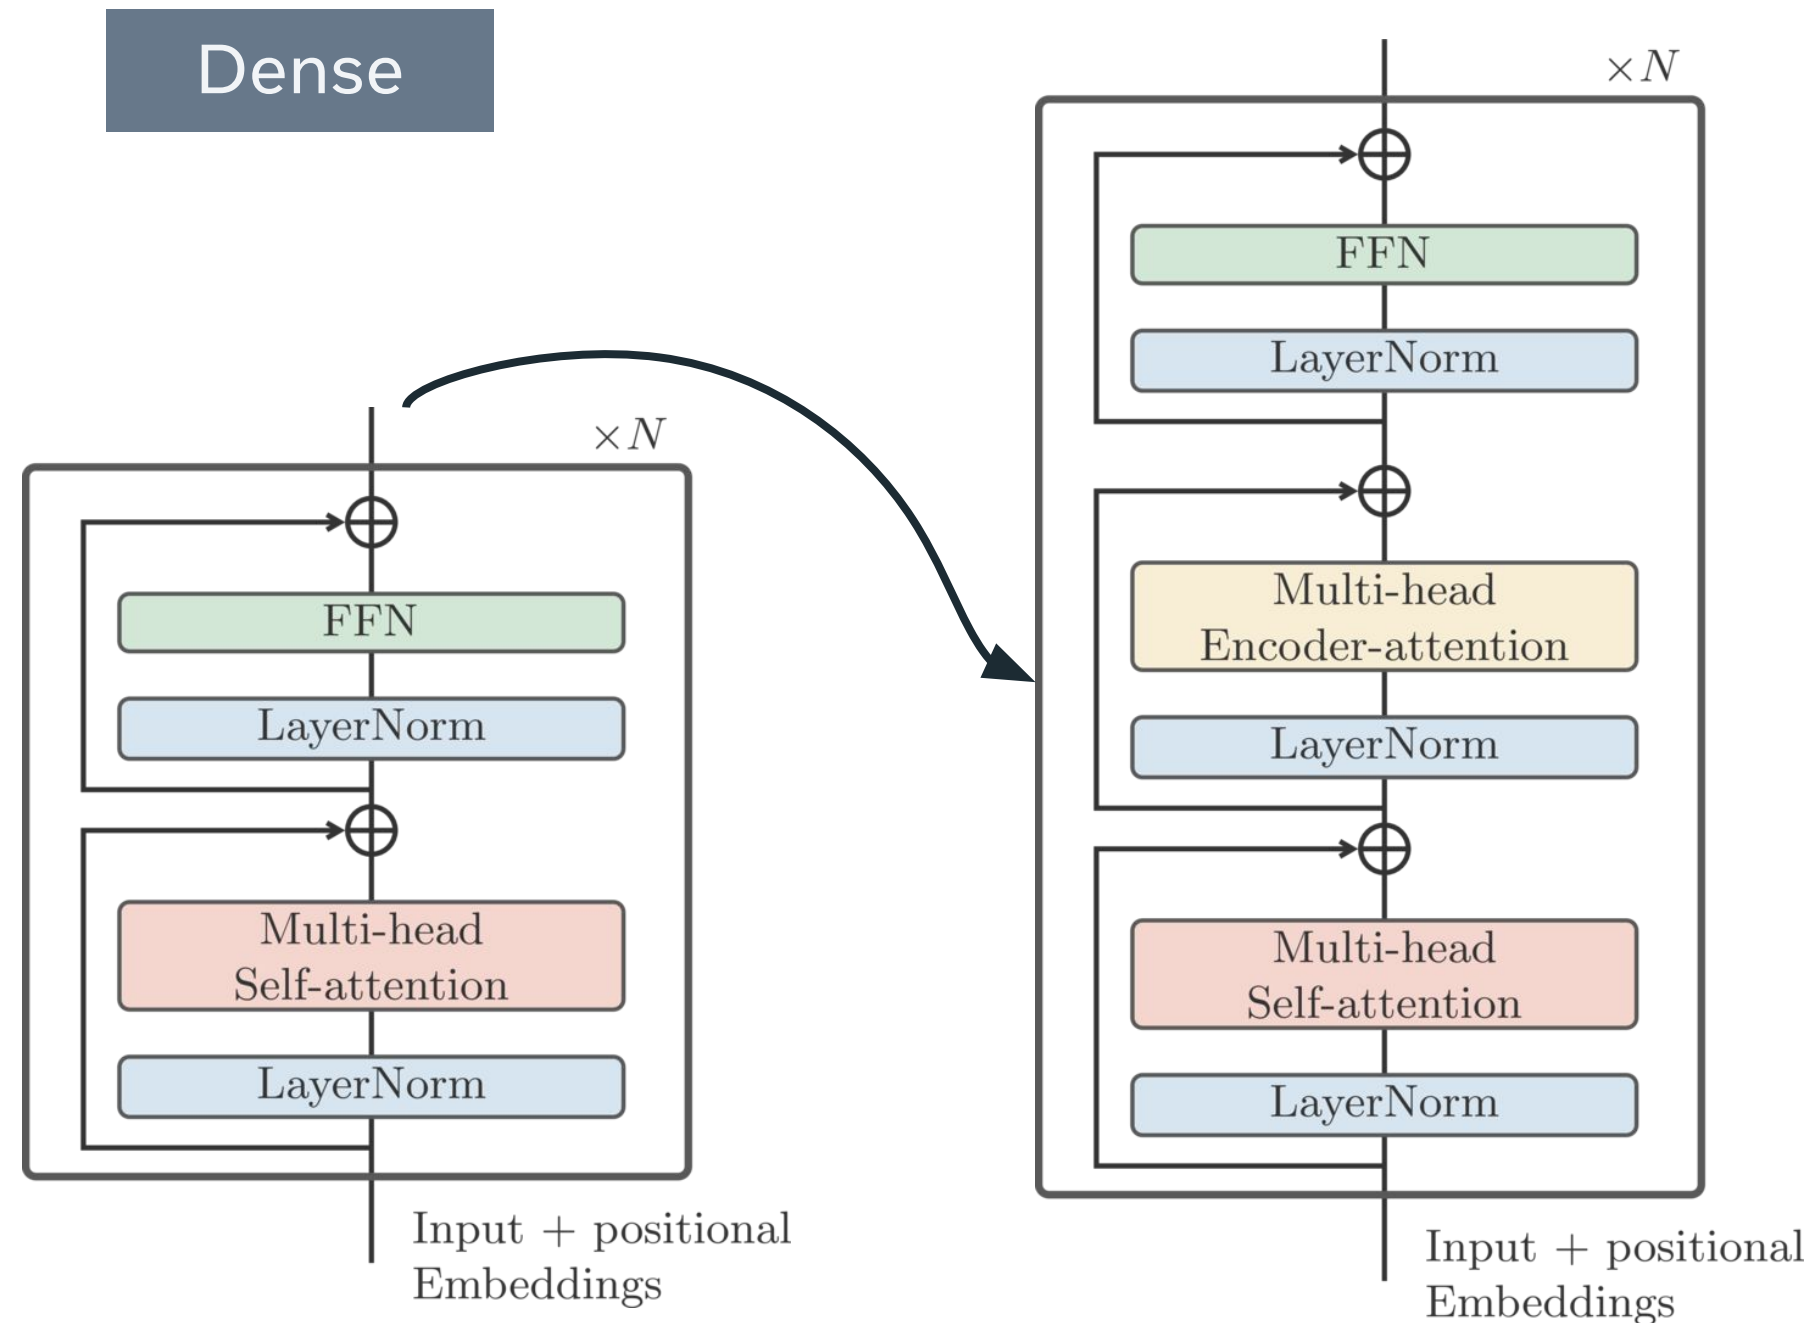 Dense
×N
FFN
LayerNorm
Multi-head
Self-attention
LayerNorm
Input + positional
Embeddings
×N
FFN
LayerNorm
Multi-head
Encoder-attention
LayerNorm
Multi-head
Self-attention
LayerNorm
Input + positional
Embeddings